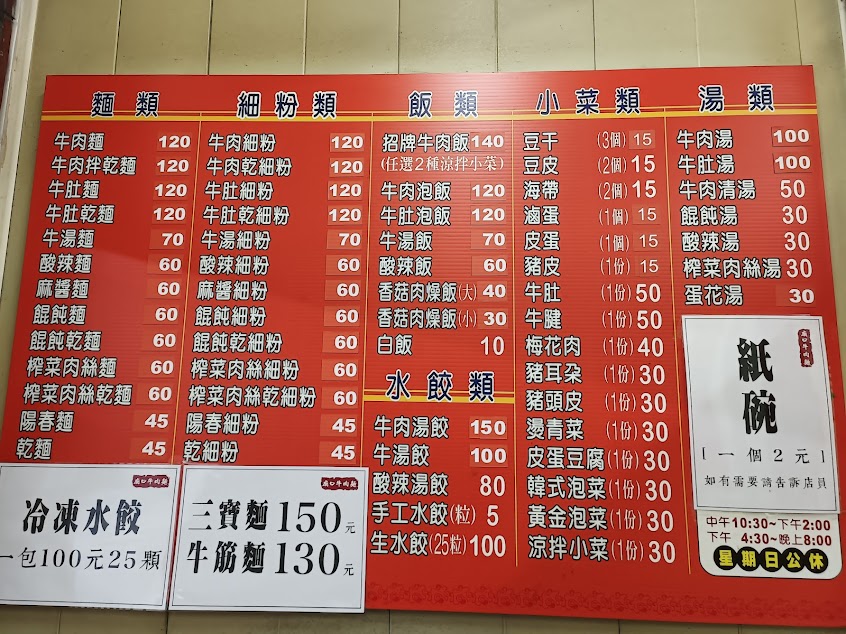 麵類
牛肉麵 120
牛肉拌乾麵 120
牛肚麵 120
牛肚乾麵 120
牛湯麵 70
酸辣麵 60
麻醬麵 60
餛飩麵 60
餛飩乾麵 60
榨菜肉絲麵 60
榨菜肉絲乾麵 60
陽春麵 45
乾麵 45
廟口牛肉麵
冷凍水餃
一包100元25顆
細粉類
牛肉細粉 120
牛肉乾細粉 120
牛肚細粉 120
牛肚乾細粉 120
牛湯細粉 70
酸辣細粉 60
麻醬細粉 60
餛飩細粉 60
餛飩乾細粉 60
榨菜肉絲細粉 60
榨菜肉絲乾細粉 60
陽春細粉 45
乾細粉 45
廟口牛肉麵
三寶麵150元
牛筋麵130元
飯類
招牌牛肉飯 140
(任選2種涼拌小菜)
牛肉泡飯 120
牛肚泡飯 120
牛湯飯 70
酸辣飯 60
香菇肉燥飯(大) 40
香菇肉燥飯(小) 30
白飯 10
水餃類
牛肉湯餃 150
牛湯餃 100
酸辣湯餃 80
手工水餃(粒) 5
生水餃(25粒) 100
小菜類
豆干 (3個) 15
豆皮 (2個) 15
海帶 (2個) 15
滷蛋 (1個) 15
皮蛋 (1個) 15
豬皮 (1份) 15
牛肚 (1份) 50
牛腱 (1份) 50
梅花肉 (1份) 40
豬耳朵 (1份) 30
豬頭皮 (1份) 30
燙青菜 (1份) 30
皮蛋豆腐 (1份) 30
韓式泡菜 (1份) 30
黃金泡菜 (1份) 30
涼拌小菜 (1份) 30
湯類
牛肉湯 100
牛肚湯 100
牛肉清湯 50
餛飩湯 30
酸辣湯 30
榨菜肉絲湯 30
蛋花湯 30
廟口牛肉麵
紙碗
[一個2元]
如有需要請告訴店員
中午10:30~下午2:00
下午 4:30~晚上8:00
星期日公休